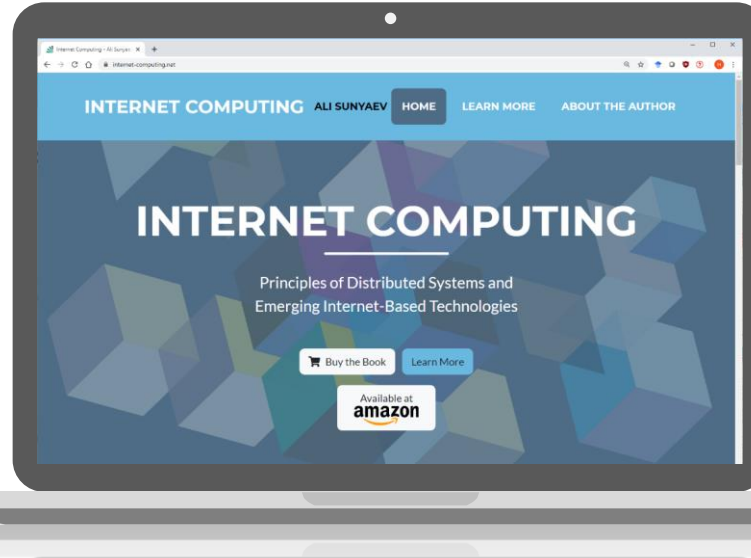 Internet Computing - Ali Sunyaev
internet-computing.net
INTERNET COMPUTING ALI SUNYAEV HOME LEARN MORE ABOUT THE AUTHOR
INTERNET COMPUTING
Principles of Distributed Systems and
Emerging Internet-Based Technologies
Buy the Book Learn More
Available at
amazon